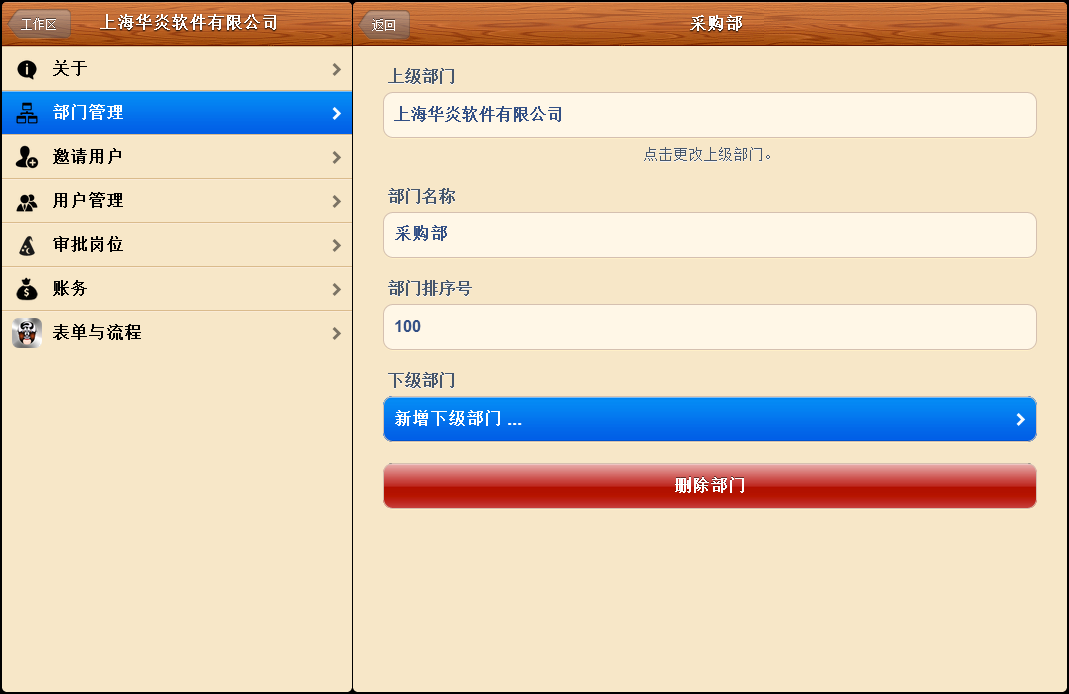 工作区
上海华炎软件有限公司
关于
部门管理
邀请用户
用户管理
审批岗位
账务
表单与流程
返回
采购部
上级部门
上海华炎软件有限公司
点击更改上级部门。
部门名称
采购部
部门排序号
100
下级部门
新增下级部门 ...
删除部门